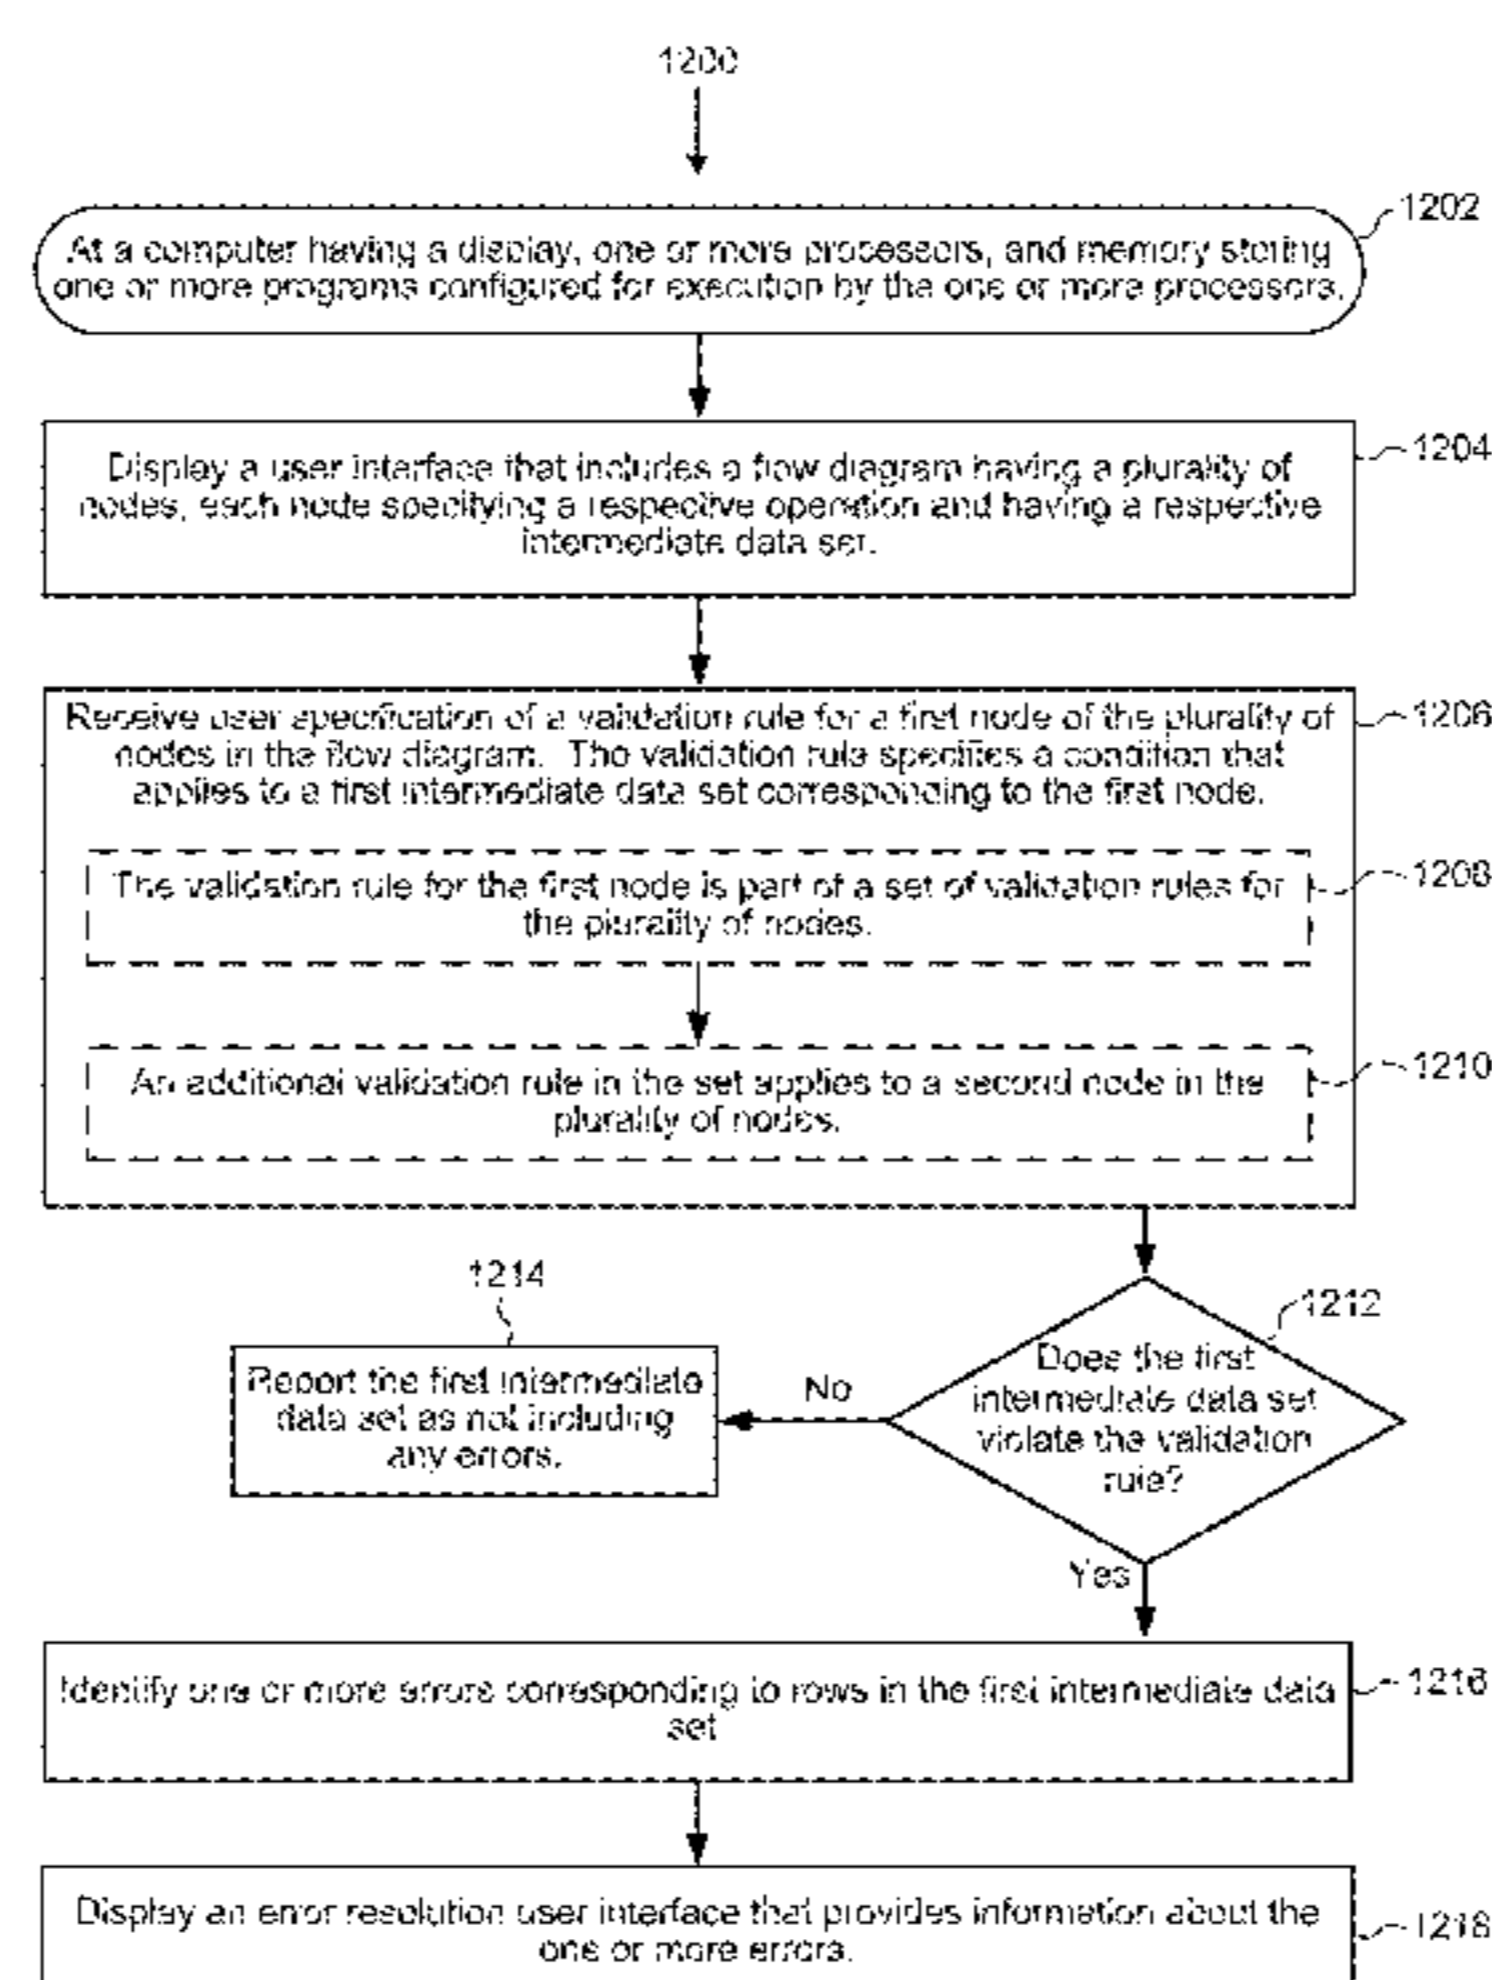 1200
1202
At a computer having a display, one or more processors, and memory storing
one or more programs configured for execution by the one or more processors.
1204
Display a user interface that includes a flow diagram having a plurality of
nodes, each node specifying a respective operation and having a respective
intermediate data set.
1206
Receive user specification of a validation rule for a first node of the plurality of
nodes in the flow diagram. The validation rule specifies a condition that
applies to a first intermediate data set corresponding to the first node.
1208
The validation rule for the first node is part of a set of validation rules for
the plurality of nodes.
1210
An additional validation rule in the set applies to a second node in the
plurality of nodes.
1212
Does the first
intermediate data set
violate the validation
rule?
No
1214
Report the first intermediate
data set as not including
any errors.
Yes
1216
Identify one or more errors corresponding to rows in the first intermediate data
set
1218
Display an error resolution user interface that provides information about the
one or more errors.